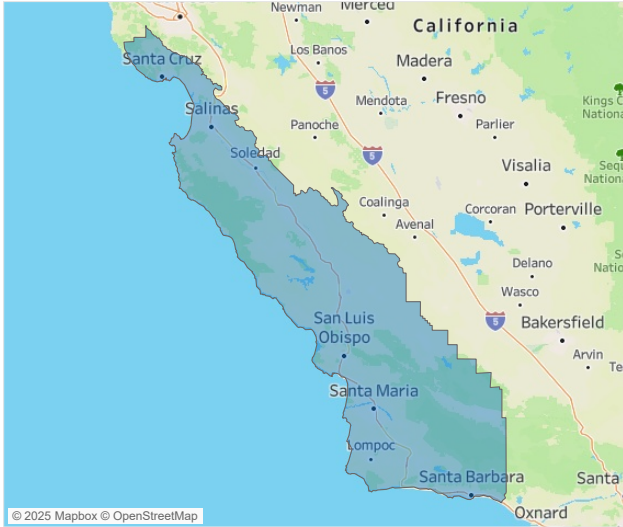 Newman
Merced
California
Santa Cruz
Los Banos
Madera
Kings C
National
5
Mendota
Fresno
Salinas
Panoche
Parlier
5
Soledad
Visalia
Sequ
National
Coalinga
Corcoran
Porterville
Avenal
S
Natio
Delano
Wasco
San Luis
Obispo
5
Bakersfield
Arvin
Te
Santa Maria
Lompoc
Santa Barbara
Santa
Oxnard
© 2025 Mapbox © OpenStreetMap